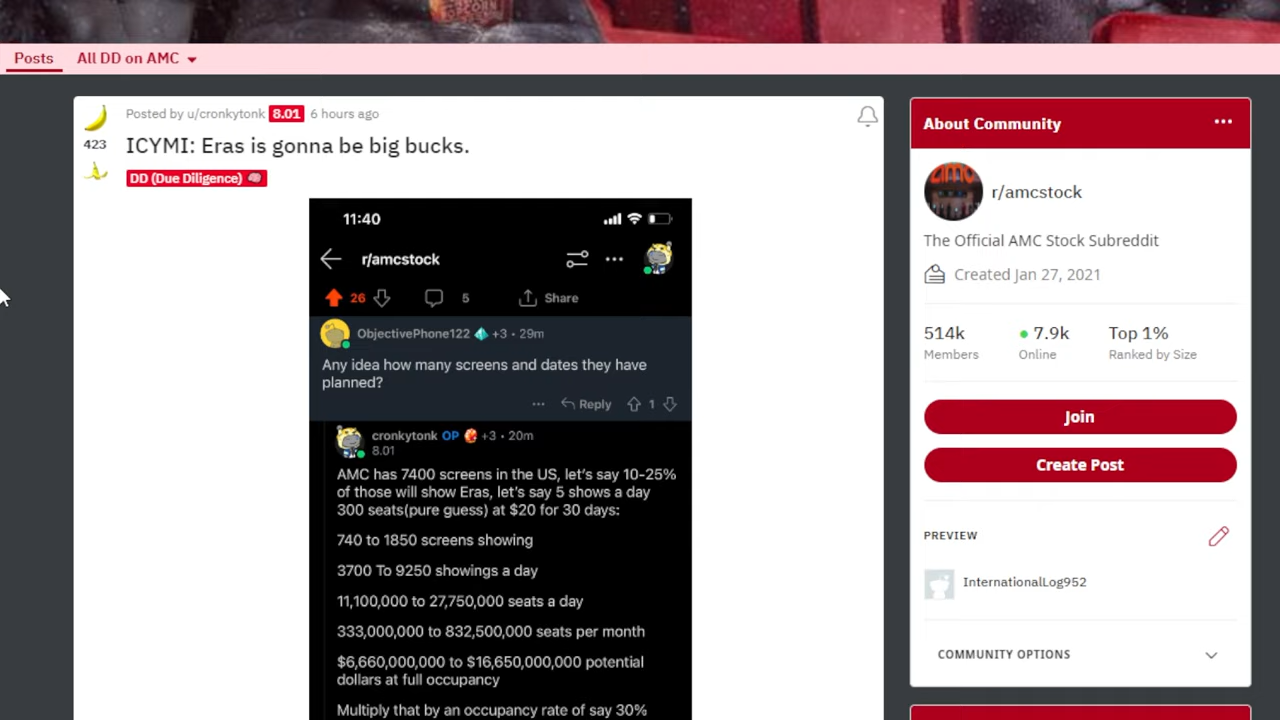 Posts
All DD on AMC
Posted by u/cronkytonk 8.01 6 hours ago
423
ICYMI: Eras is gonna be big bucks.
DD (Due Diligence)
11:40
r/amcstock
26
5
Share
ObjectivePhone122 +3 • 29m
Any idea how many screens and dates they have
planned?
... Reply 1
cronkytonk OP +3 • 20m
8.01
AMC has 7400 screens in the US, let's say 10-25%
of those will show Eras, let's say 5 shows a day
300 seats(pure guess) at $20 for 30 days:
740 to 1850 screens showing
3700 To 9250 showings a day
11,100,000 to 27,750,000 seats a day
333,000,000 to 832,500,000 seats per month
$6,660,000,000 to $16,650,000,000 potential
dollars at full occupancy
Multiply that by an occupancy rate of say 30%
About Community
r/amcstock
The Official AMC Stock Subreddit
Created Jan 27, 2021
514k
Members
7.9k
Online
Top 1%
Ranked by Size
Join
Create Post
PREVIEW
InternationalLog952
COMMUNITY OPTIONS